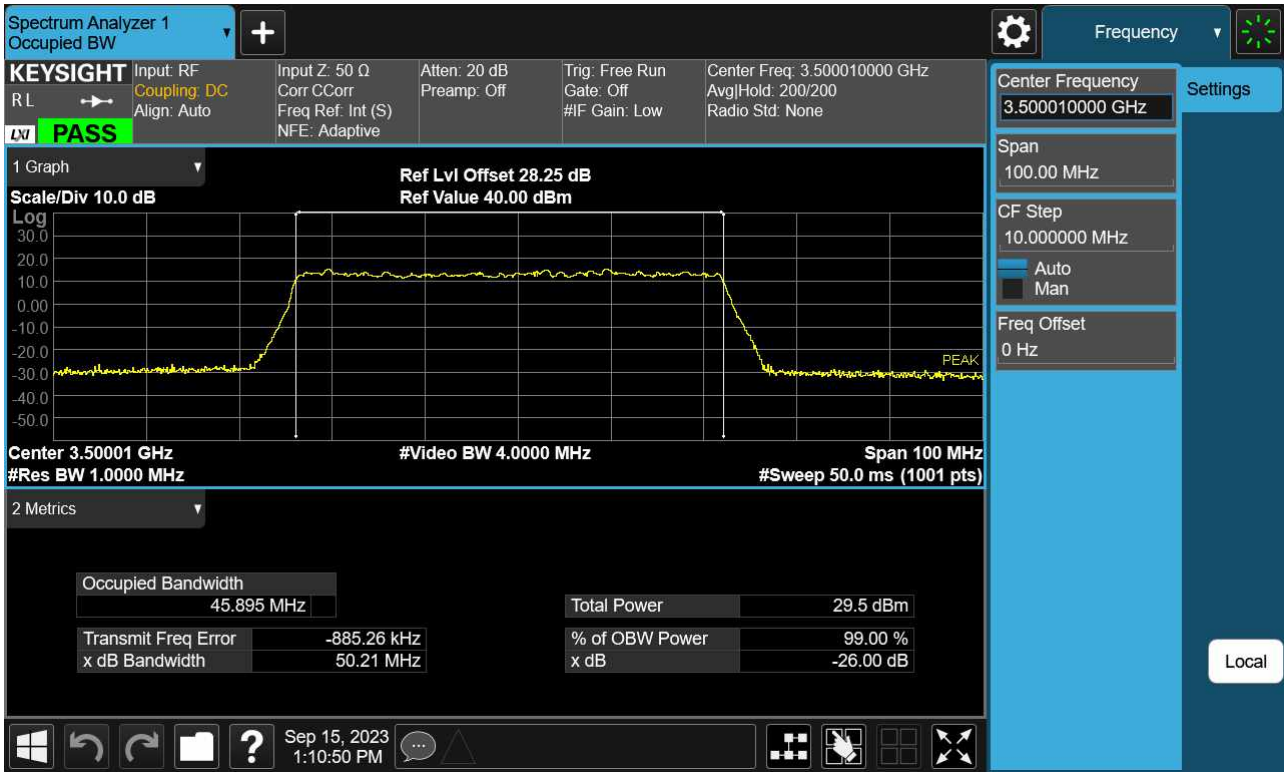 Spectrum Analyzer 1
Occupied BW
Frequency
KEYSIGHT
R L
LXI PASS
Input: RF
Coupling: DC
Align: Auto
Input Z: 50 Ω
Corr CCorr
Freq Ref: Int (S)
NFE: Adaptive
Atten: 20 dB
Preamp: Off
Trig: Free Run
Gate: Off
#IF Gain: Low
Center Freq: 3.500010000 GHz
Avg|Hold: 200/200
Radio Std: None
Center Frequency
3.500010000 GHz
Settings
Span
100.00 MHz
CF Step
10.000000 MHz
Auto
Man
Freq Offset
0 Hz
1 Graph
Scale/Div 10.0 dB
Ref Lvl Offset 28.25 dB
Ref Value 40.00 dBm
Log
30.0
20.0
10.0
0.00
-10.0
-20.0
-30.0
-40.0
-50.0
PEAK
Center 3.50001 GHz
#Video BW 4.0000 MHz
Span 100 MHz
#Res BW 1.0000 MHz
#Sweep 50.0 ms (1001 pts)
2 Metrics
Occupied Bandwidth
45.895 MHz
Total Power 29.5 dBm
Transmit Freq Error -885.26 kHz
% of OBW Power 99.00 %
x dB Bandwidth 50.21 MHz
x dB -26.00 dB
Local
?
Sep 15, 2023
1:10:50 PM